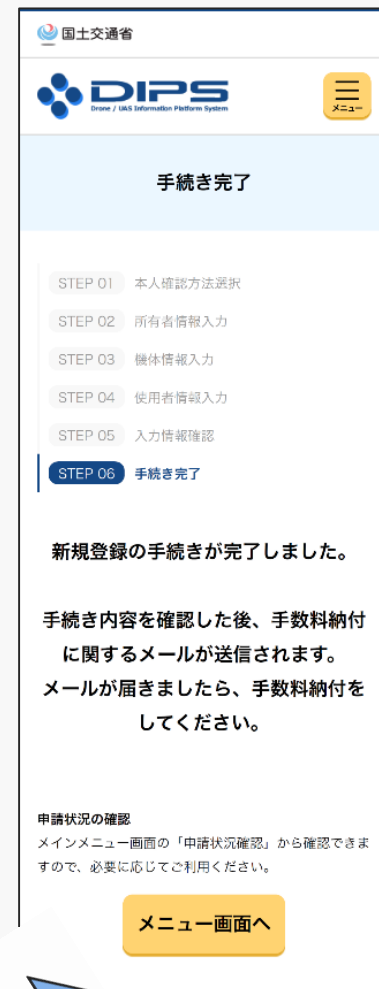 国土交通省
DIPS
Drone / UAS Information Platform System
メニュー
手続き完了
STEP 01 本人確認方法選択
STEP 02 所有者情報入力
STEP 03 機体情報入力
STEP 04 使用者情報入力
STEP 05 入力情報確認
STEP 06 手続き完了
新規登録の手続きが完了しました。
手続き内容を確認した後、手数料納付
に関するメールが送信されます。
メールが届きましたら、手数料納付を
してください。
申請状況の確認
メインメニュー画面の「申請状況確認」から確認できま
すので、必要に応じてご利用ください。
メニュー画面へ